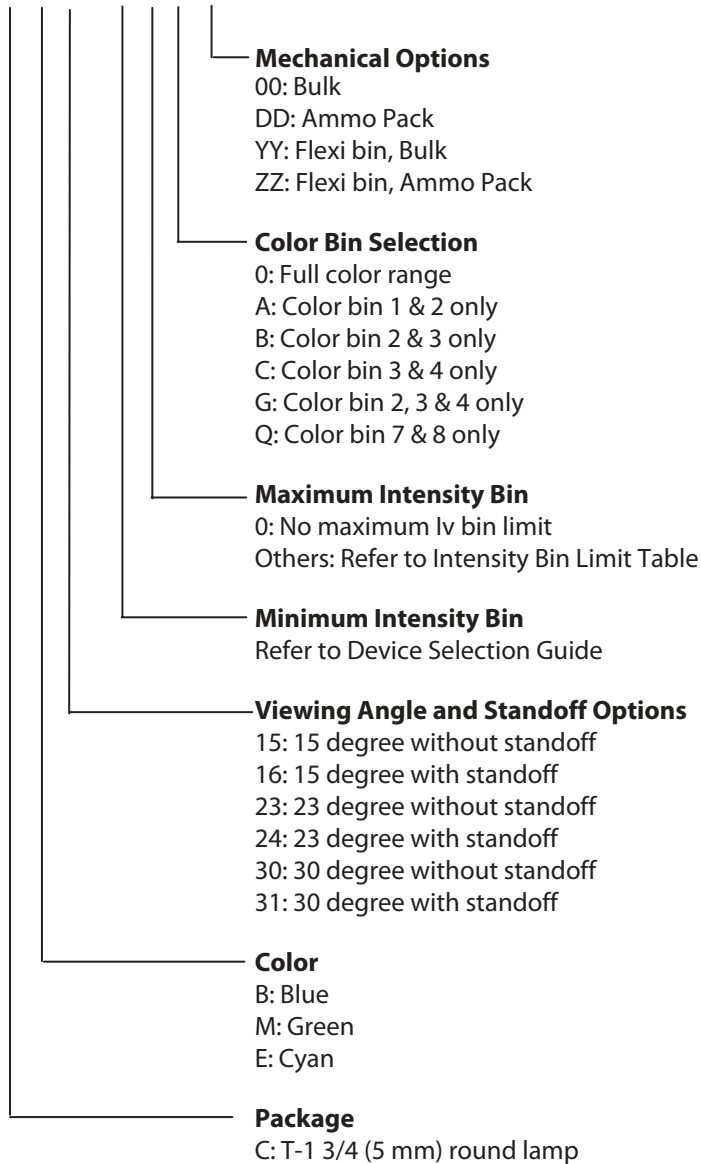 Mechanical Options
00: Bulk
DD: Ammo Pack
YY: Flexi bin, Bulk
ZZ: Flexi bin, Ammo Pack
Color Bin Selection
0: Full color range
A: Color bin 1 & 2 only
B: Color bin 2 & 3 only
C: Color bin 3 & 4 only
G: Color bin 2, 3 & 4 only
Q: Color bin 7 & 8 only
Maximum Intensity Bin
0: No maximum Iv bin limit
Others: Refer to Intensity Bin Limit Table
Minimum Intensity Bin
Refer to Device Selection Guide
Viewing Angle and Standoff Options
15: 15 degree without standoff
16: 15 degree with standoff
23: 23 degree without standoff
24: 23 degree with standoff
30: 30 degree without standoff
31: 30 degree with standoff
Color
B: Blue
M: Green
E: Cyan
Package
C: T-1 3/4 (5 mm) round lamp